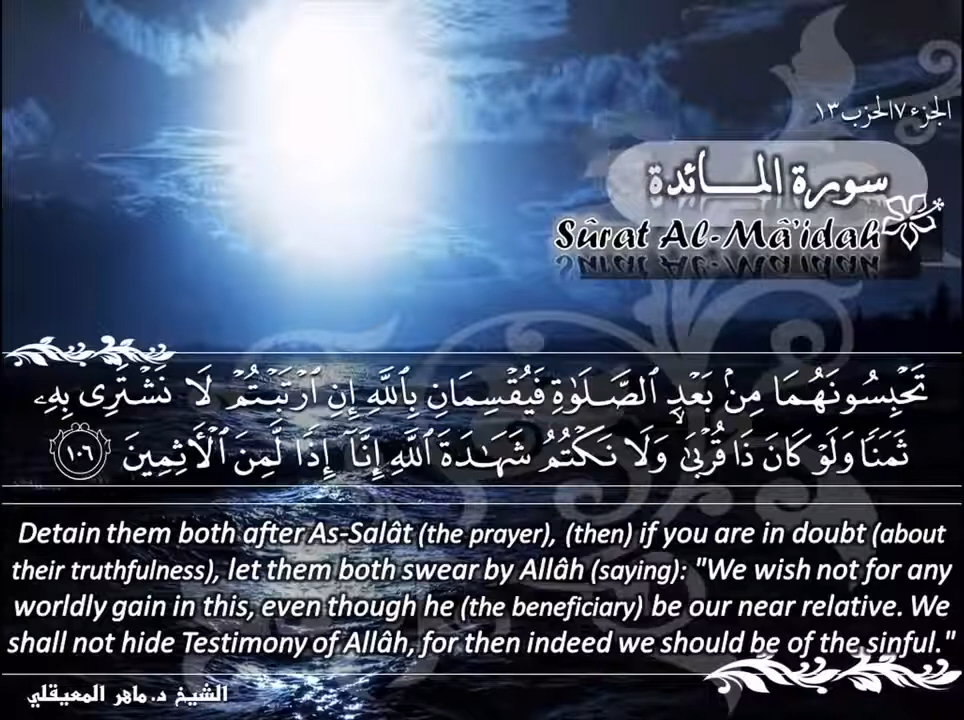 الجزء ٧ الحزب ١٣
سورة المـــائدة
Sûrat Al-Mâ'idah
تَحْبِسُونَهُمَا مِنۢ بَعْدِ ٱلصَّلَوٰةِ فَيُقْسِمَانِ بِٱللَّهِ إِنِ ٱرْتَبْتُمْ لَا نَشْتَرِى بِهِۦ
ثَمَنًا وَلَوْ كَانَ ذَا قُرْبَىٰ ۙ وَلَا نَكْتُمُ شَهَـٰدَةَ ٱللَّهِ إِنَّآ إِذًا لَّمِنَ ٱلْـَٔاثِمِينَ ١٠٦
Detain them both after As-Salât (the prayer), (then) if you are in doubt (about
their truthfulness), let them both swear by Allâh (saying): "We wish not for any
worldly gain in this, even though he (the beneficiary) be our near relative. We
shall not hide Testimony of Allâh, for then indeed we should be of the sinful."
الشيخ د. ماهر المعيقلي